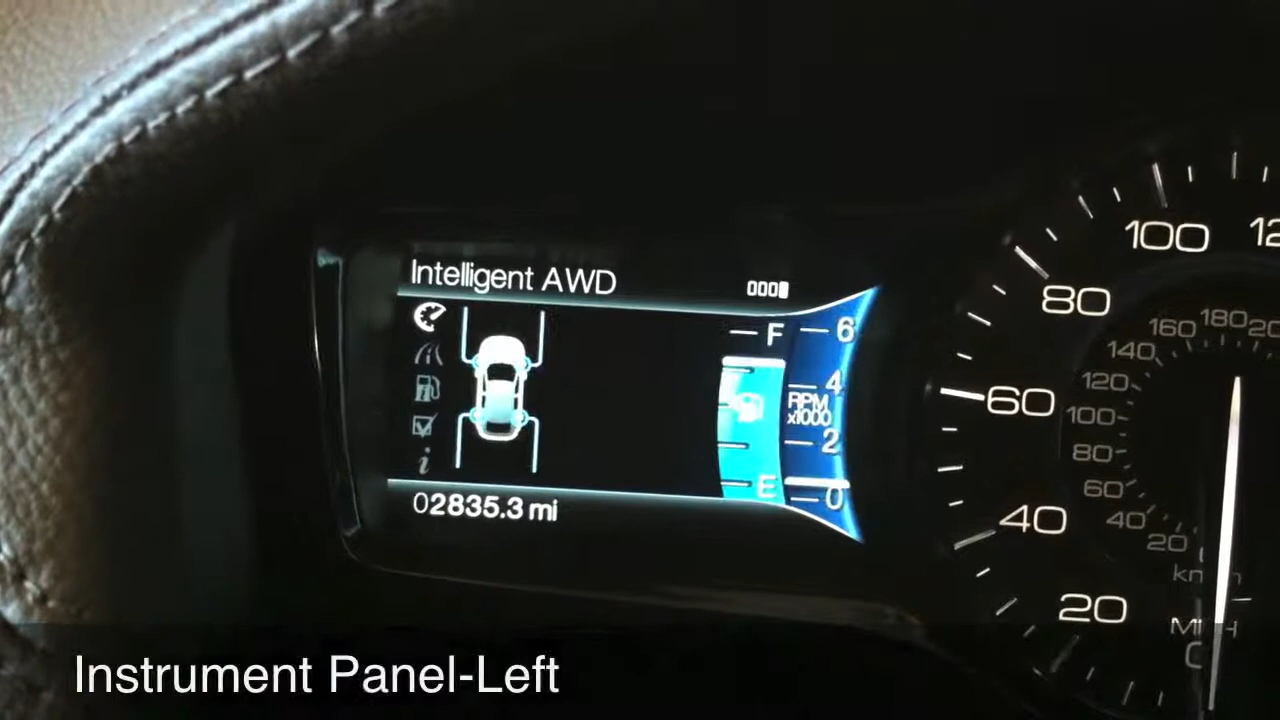 Intelligent AWD
000
F
6
4
RPM
x1000
2
E
0
02835.3 mi
100
80
60
40
20
180
160
140
120
100
80
60
40
20
Instrument Panel-Left